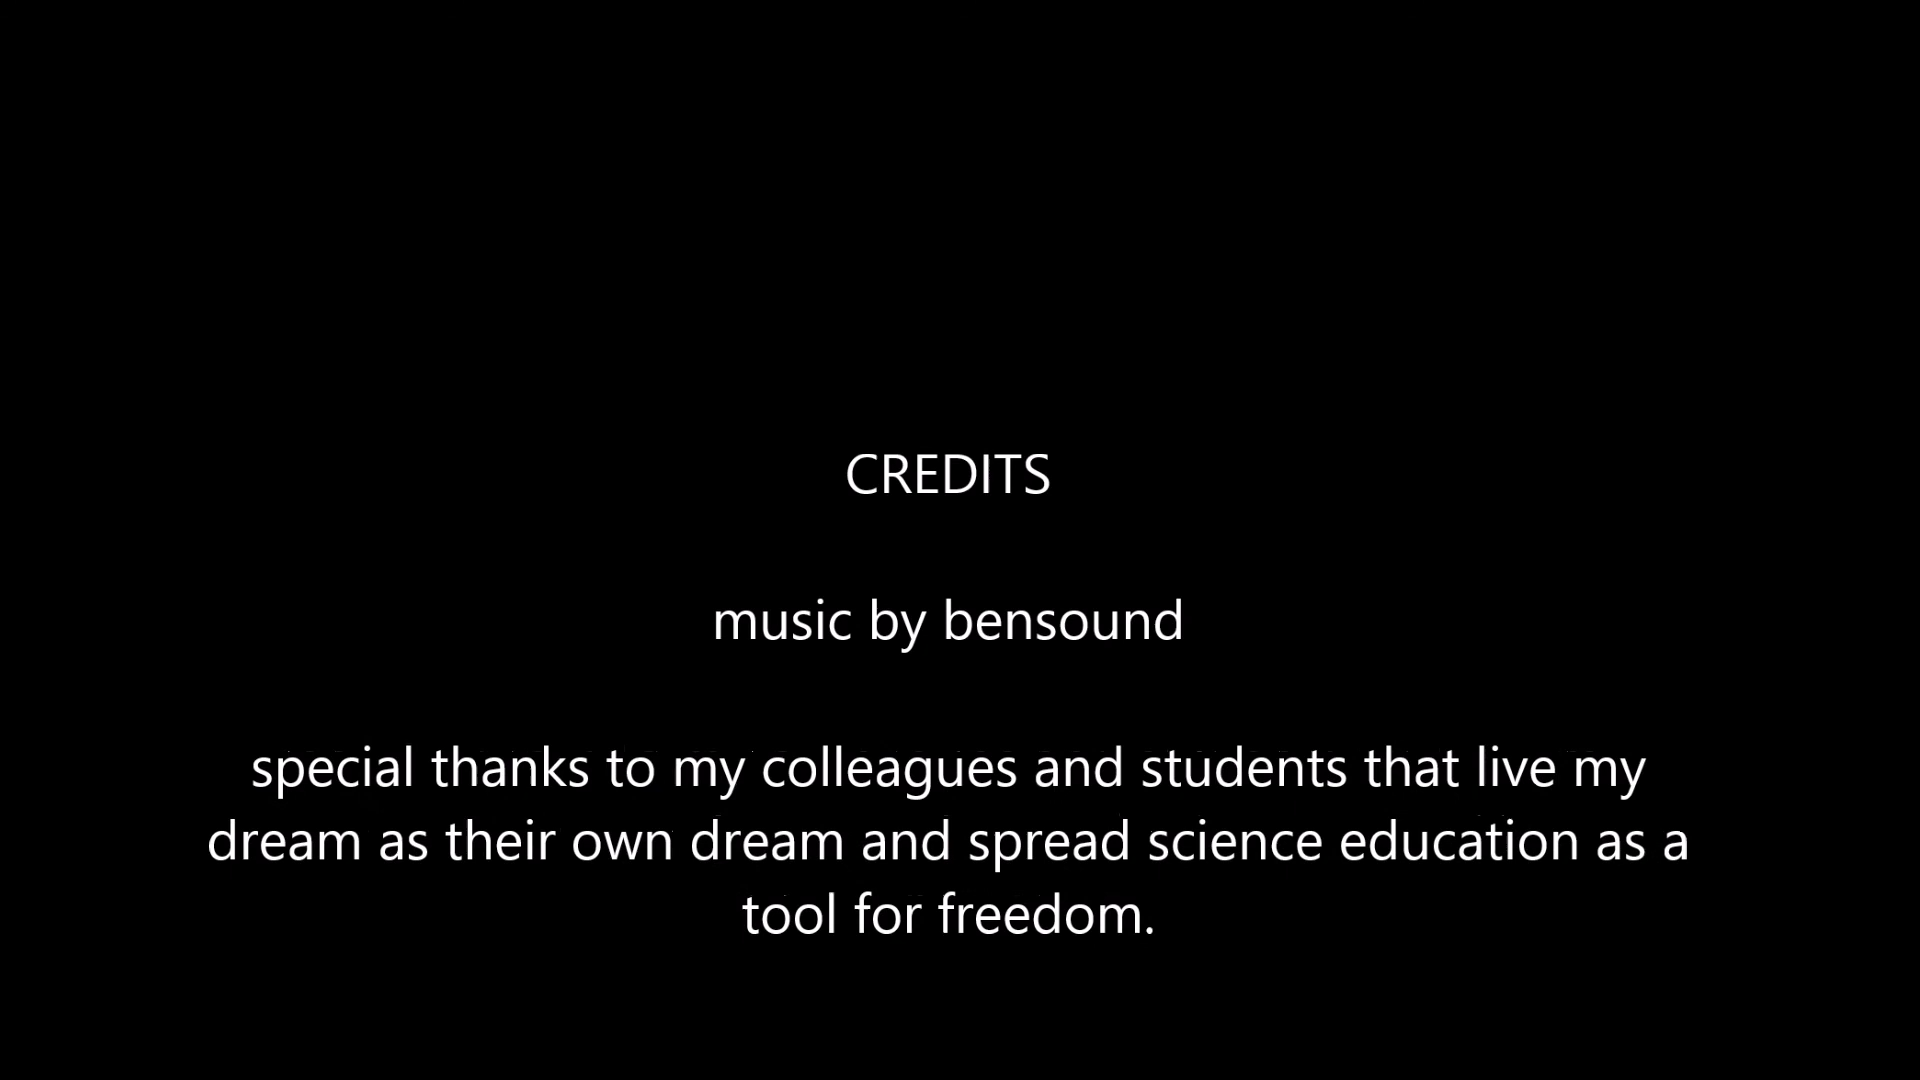 CREDITS
music by bensound
special thanks to my colleagues and students that live my
dream as their own dream and spread science education as a
tool for freedom.